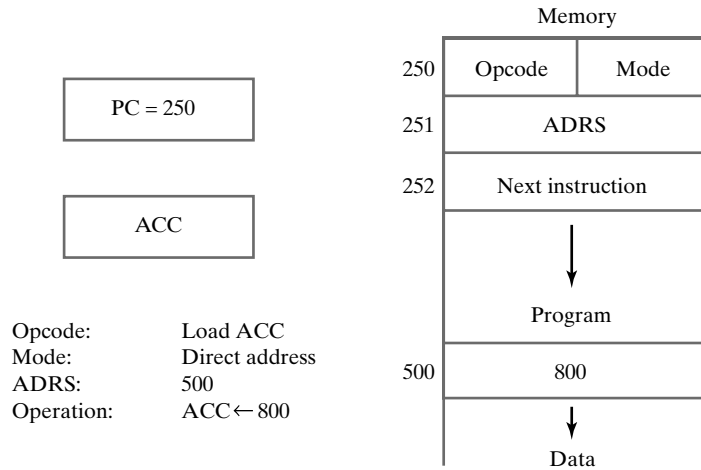 Memory
PC = 250
ACC
250
Opcode
Mode
251
ADRS
252
Next instruction
Program
500
800
Data
Opcode: Load ACC
Mode: Direct address
ADRS: 500
Operation: ACC ← 800